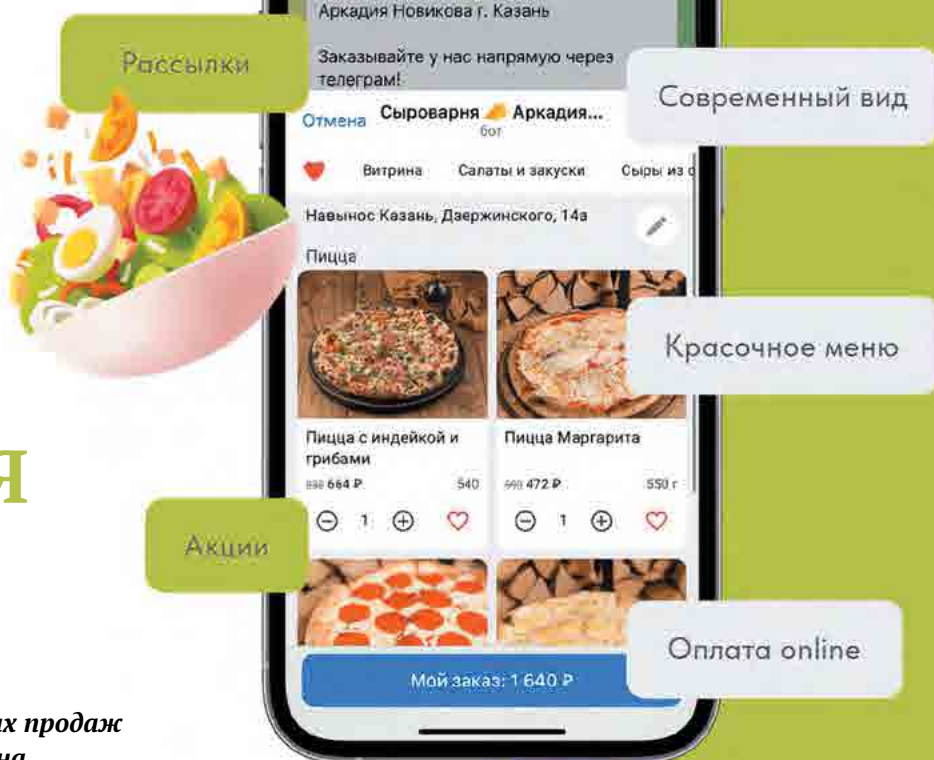 Аркадия Новикова г. Казань
Рассылки
Заказывайте у нас напрямую через
телеграм!
Современный вид
Отмена Сыроварня 🧀 Аркадия...
бот
Витрина Салаты и закуски Сыры из с
Навынос Казань, Дзержинского, 14а
Пицца
Красочное меню
Пицца с индейкой и
грибами
Пицца Маргарита
664 ₽ 540
472 ₽ 550 г
1
1
Я
Акции
Оплата online
Мой заказ: 1 640 ₽
их продаж
на